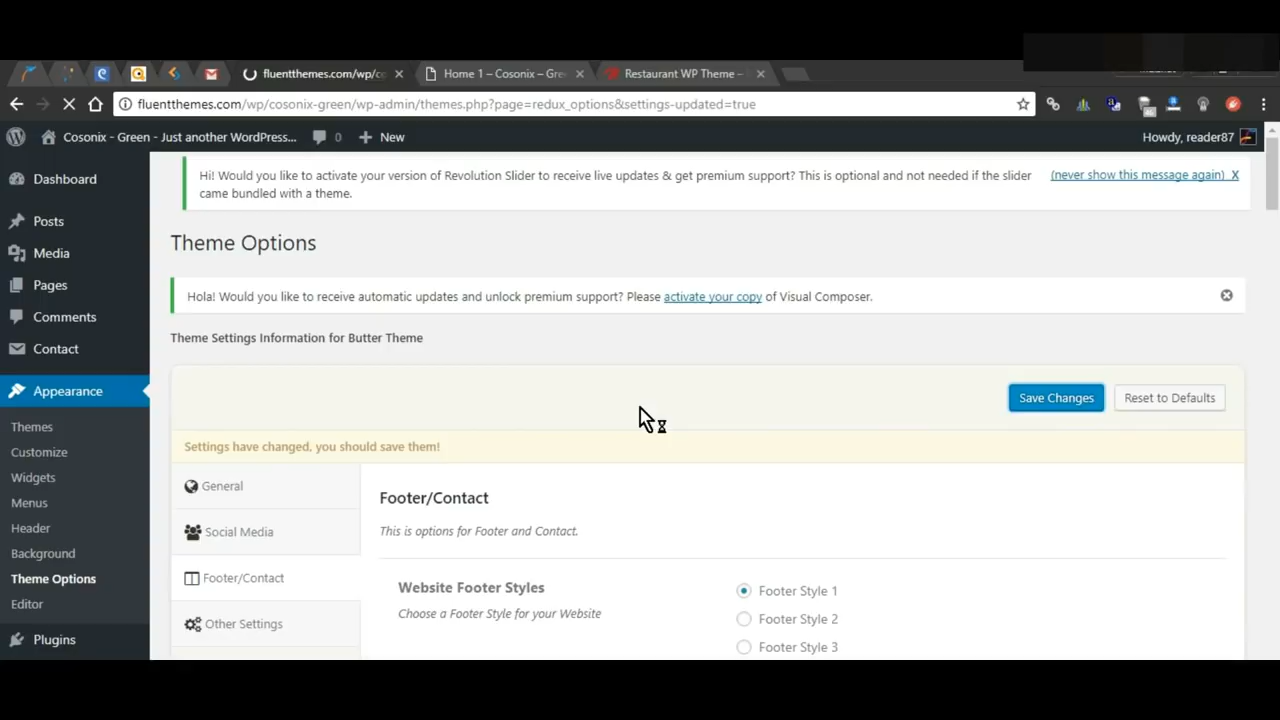 fluentthemes.com/wp/co
Home 1 – Cosonix – Gre
Restaurant WP Theme –
fluentthemes.com/wp/cosonix-green/wp-admin/themes.php?page=redux_options&settings-updated=true
Cosonix - Green - Just another WordPress...
0
New
Howdy, reader87
Hi! Would you like to activate your version of Revolution Slider to receive live updates & get premium support? This is optional and not needed if the slider
came bundled with a theme.
(never show this message again) X
Dashboard
Posts
Media
Pages
Comments
Contact
Appearance
Themes
Customize
Widgets
Menus
Header
Background
Theme Options
Editor
Plugins
Theme Options
Hola! Would you like to receive automatic updates and unlock premium support? Please activate your copy of Visual Composer.
Theme Settings Information for Butter Theme
Save Changes
Reset to Defaults
Settings have changed, you should save them!
General
Social Media
Footer/Contact
Other Settings
Footer/Contact
This is options for Footer and Contact.
Website Footer Styles
Choose a Footer Style for your Website
Footer Style 1
Footer Style 2
Footer Style 3